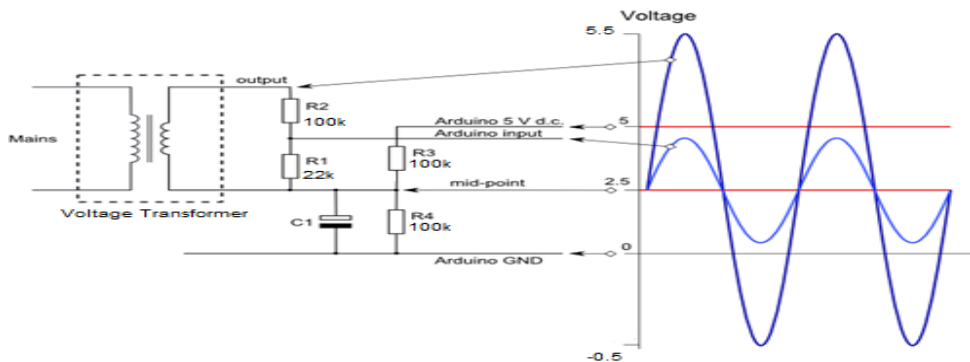 Voltage
5.5
output
R2
100k
Arduino 5 V d.c.
5
Arduino input
Mains
R1
22k
R3
100k
mid-point
2.5
Voltage Transformer
C1
R4
100k
0
Arduino GND
-0.5